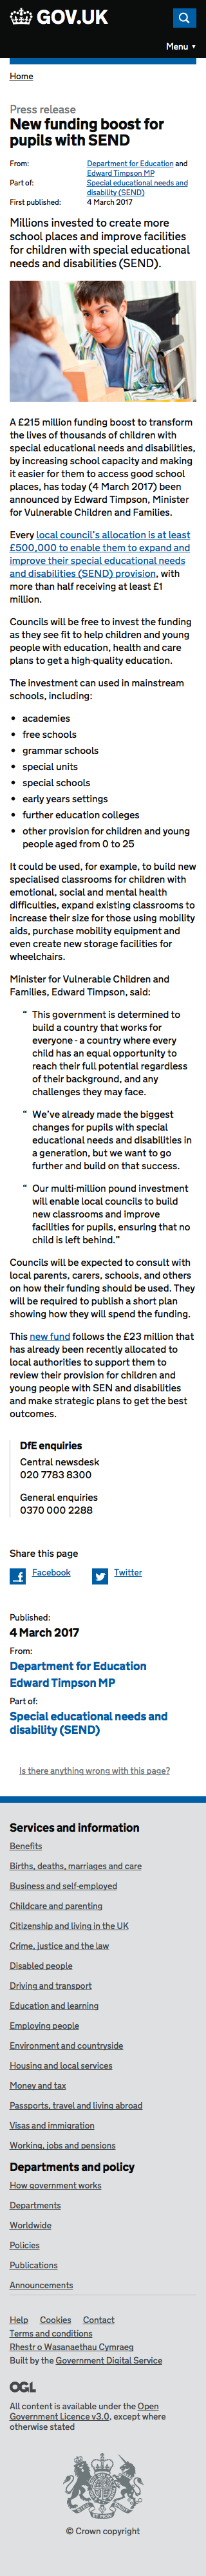 GOV.UK
Menu ▼
Home
Press release
New funding boost for
pupils with SEND
From: Department for Education and
Edward Timpson MP
Part of: Special educational needs and
disability (SEND)
First published: 4 March 2017
Millions invested to create more
school places and improve facilities
for children with special educational
needs and disabilities (SEND).
A £215 million funding boost to transform
the lives of thousands of children with
special educational needs and disabilities,
by increasing school capacity and making
it easier for them to access good school
places, has today (4 March 2017) been
announced by Edward Timpson, Minister
for Vulnerable Children and Families.
Every local council's allocation is at least
£500,000 to enable them to expand and
improve their special educational needs
and disabilities (SEND) provision, with
more than half receiving at least £1
million.
Councils will be free to invest the funding
as they see fit to help children and young
people with education, health and care
plans to get a high-quality education.
The investment can used in mainstream
schools, including:
• academies
• free schools
• grammar schools
• special units
• special schools
• early years settings
• further education colleges
• other provision for children and young
people aged from 0 to 25
It could be used, for example, to build new
specialised classrooms for children with
emotional, social and mental health
difficulties, expand existing classrooms to
increase their size for those using mobility
aids, purchase mobility equipment and
even create new storage facilities for
wheelchairs.
Minister for Vulnerable Children and
Families, Edward Timpson, said:
“ This government is determined to
build a country that works for
everyone - a country where every
child has an equal opportunity to
reach their full potential regardless
of their background, and any
challenges they may face.
“ We've already made the biggest
changes for pupils with special
educational needs and disabilities in
a generation, but we want to go
further and build on that success.
“ Our multi-million pound investment
will enable local councils to build
new classrooms and improve
facilities for pupils, ensuring that no
child is left behind.”
Councils will be expected to consult with
local parents, carers, schools, and others
on how their funding should be used. They
will be required to publish a short plan
showing how they will spend the funding.
This new fund follows the £23 million that
has already been recently allocated to
local authorities to support them to
review their provision for children and
young people with SEN and disabilities
and make strategic plans to get the best
outcomes.
DfE enquiries
Central newsdesk
020 7783 8300
General enquiries
0370 000 2288
Share this page
Facebook Twitter
Published:
4 March 2017
From:
Department for Education
Edward Timpson MP
Part of:
Special educational needs and
disability (SEND)
Is there anything wrong with this page?
Services and information
Benefits
Births, deaths, marriages and care
Business and self-employed
Childcare and parenting
Citizenship and living in the UK
Crime, justice and the law
Disabled people
Driving and transport
Education and learning
Employing people
Environment and countryside
Housing and local services
Money and tax
Passports, travel and living abroad
Visas and immigration
Working, jobs and pensions
Departments and policy
How government works
Departments
Worldwide
Policies
Publications
Announcements
Help Cookies Contact
Terms and conditions
Rhestr o Wasanaethau Cymraeg
Built by the Government Digital Service
OGL
All content is available under the Open
Government Licence v3.0, except where
otherwise stated
© Crown copyright